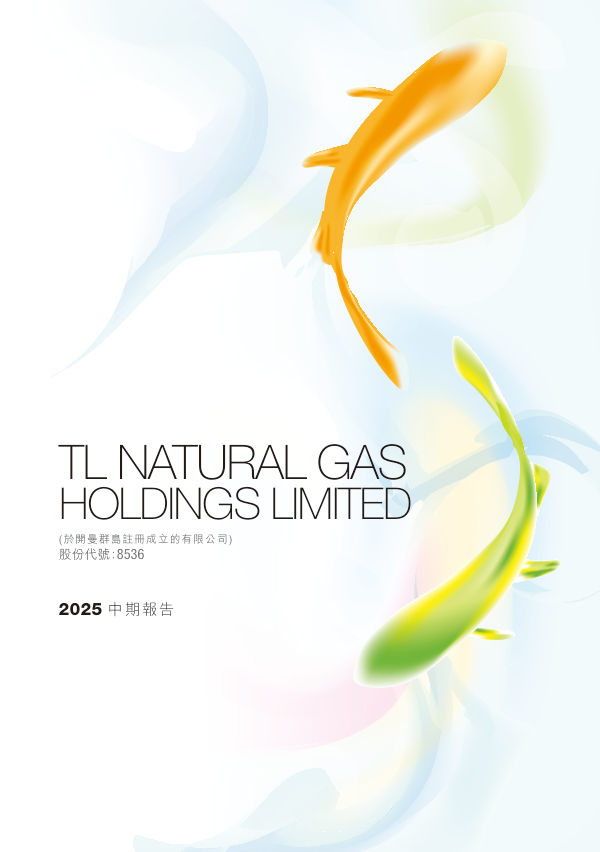 TL NATURAL GAS
HOLDINGS LIMITED
(於開曼群島註冊成立的有限公司)
股份代號:8536
2025 中期報告